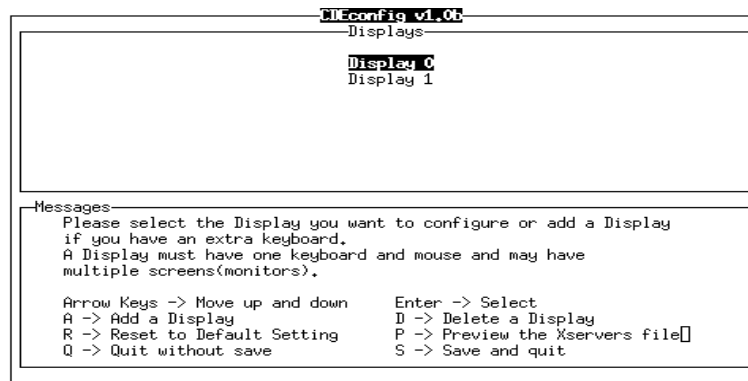 CDEconfig v1.0b
Displays
Display 0
Display 1
Messages
Please select the Display you want to configure or add a Display
if you have an extra keyboard.
A Display must have one keyboard and mouse and may have
multiple screens(monitors).
Arrow Keys -> Move up and down Enter -> Select
A -> Add a Display D -> Delete a Display
R -> Reset to Default Setting P -> Preview the Xservers file
Q -> Quit without save S -> Save and quit